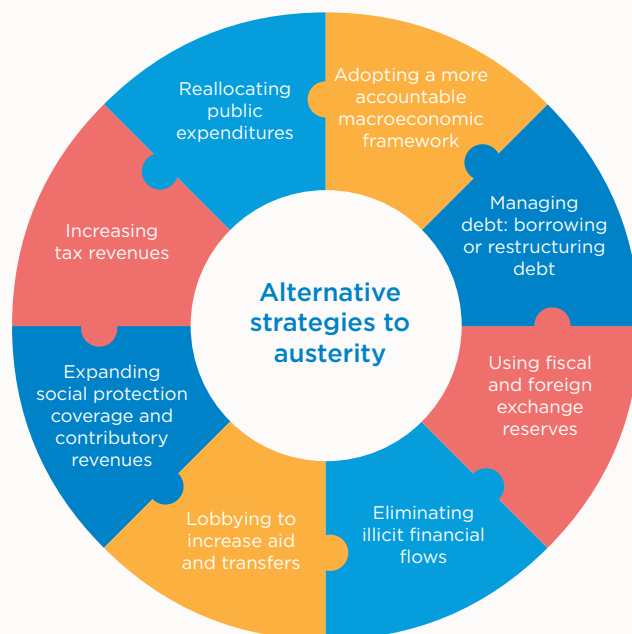 Reallocating
public
expenditures
Adopting a more
accountable
macroeconomic
framework
Managing
debt: borrowing
or restructuring
debt
Using fiscal
and foreign
exchange
reserves
Eliminating
illicit financial
flows
Lobbying to
increase aid
and transfers
Expanding
social protection
coverage and
contributory
revenues
Increasing
tax revenues
Alternative
strategies to
austerity